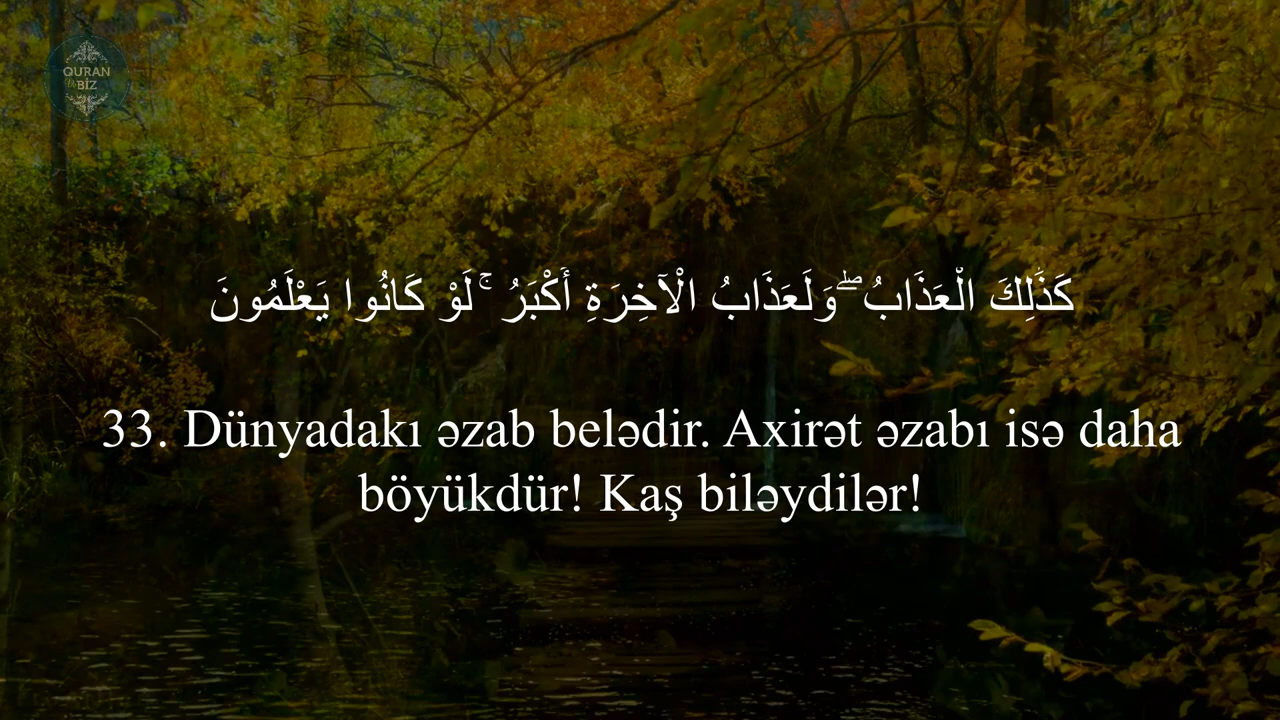 QURAN
Və
BİZ
كَذَٰلِكَ الْعَذَابُ ۖ وَلَعَذَابُ الْآخِرَةِ أَكْبَرُ ۚ لَوْ كَانُوا يَعْلَمُونَ
33. Dünyadakı əzab belədir. Axirət əzabı isə daha
böyükdür! Kaş biləydilər!